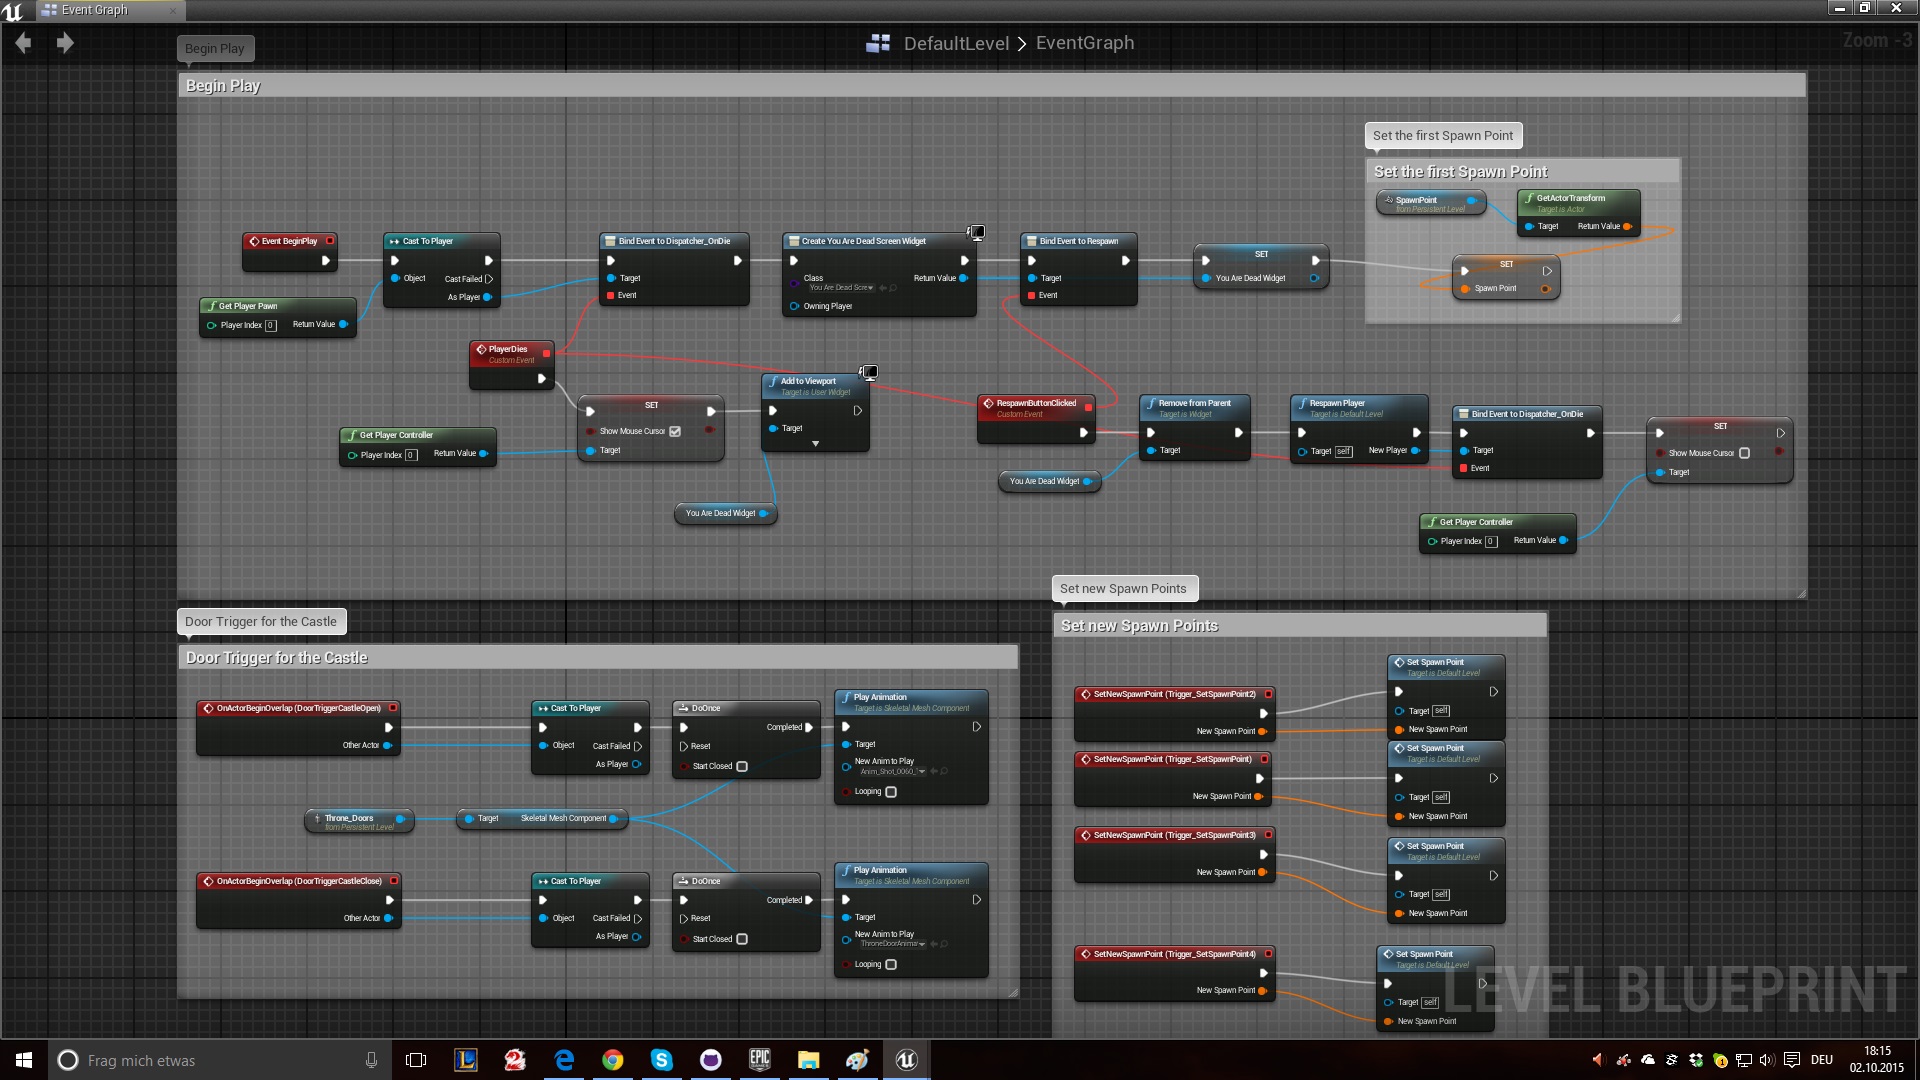 Event Graph
Begin Play
DefaultLevel > EventGraph
Zoom -3
Begin Play
Set the first Spawn Point
Set the first Spawn Point
SpawnPoint
from Persistent Level
GetActorTransform
Target is Actor
Target
Return Value
SET
Spawn Point
Event BeginPlay
Cast To Player
Object
Cast Failed
As Player
Bind Event to Dispatcher_OnDie
Target
Event
Create You Are Dead Screen Widget
Class
You Are Dead Scre
Return Value
Owning Player
Bind Event to Respawn
Target
Event
SET
You Are Dead Widget
Get Player Pawn
Player Index 0
Return Value
PlayerDies
Custom Event
SET
Show Mouse Cursor
Target
Get Player Controller
Player Index 0
Return Value
Add to Viewport
Target is User Widget
Target
You Are Dead Widget
RespawnButtonClicked
Custom Event
You Are Dead Widget
Remove from Parent
Target is Widget
Target
Respawn Player
Target is Default Level
Target self
New Player
Bind Event to Dispatcher_OnDie
Target
Event
SET
Show Mouse Cursor
Target
Get Player Controller
Player Index 0
Return Value
Door Trigger for the Castle
Door Trigger for the Castle
OnActorBeginOverlap (DoorTriggerCastleOpen)
Other Actor
Cast To Player
Object
Cast Failed
As Player
DoOnce
Completed
Reset
Start Closed
Play Animation
Target is Skeletal Mesh Component
Target
New Anim to Play
Anim_Shot_0060_
Looping
Throne_Doors
from Persistent Level
Target
Skeletal Mesh Component
OnActorBeginOverlap (DoorTriggerCastleClose)
Other Actor
Cast To Player
Object
Cast Failed
As Player
DoOnce
Completed
Reset
Start Closed
Play Animation
Target is Skeletal Mesh Component
Target
New Anim to Play
ThroneDoorAnima
Looping
Set new Spawn Points
Set new Spawn Points
SetNewSpawnPoint (Trigger_SetSpawnPoint2)
New Spawn Point
Set Spawn Point
Target is Default Level
Target self
New Spawn Point
SetNewSpawnPoint (Trigger_SetSpawnPoint)
New Spawn Point
Set Spawn Point
Target is Default Level
Target self
New Spawn Point
SetNewSpawnPoint (Trigger_SetSpawnPoint3)
New Spawn Point
Set Spawn Point
Target is Default Level
Target self
New Spawn Point
SetNewSpawnPoint (Trigger_SetSpawnPoint4)
New Spawn Point
Set Spawn Point
Target is Default Level
Target self
New Spawn Point
LEVEL BLUEPRINT
Frag mich etwas
EPIC
DEU
18:15
02.10.2015